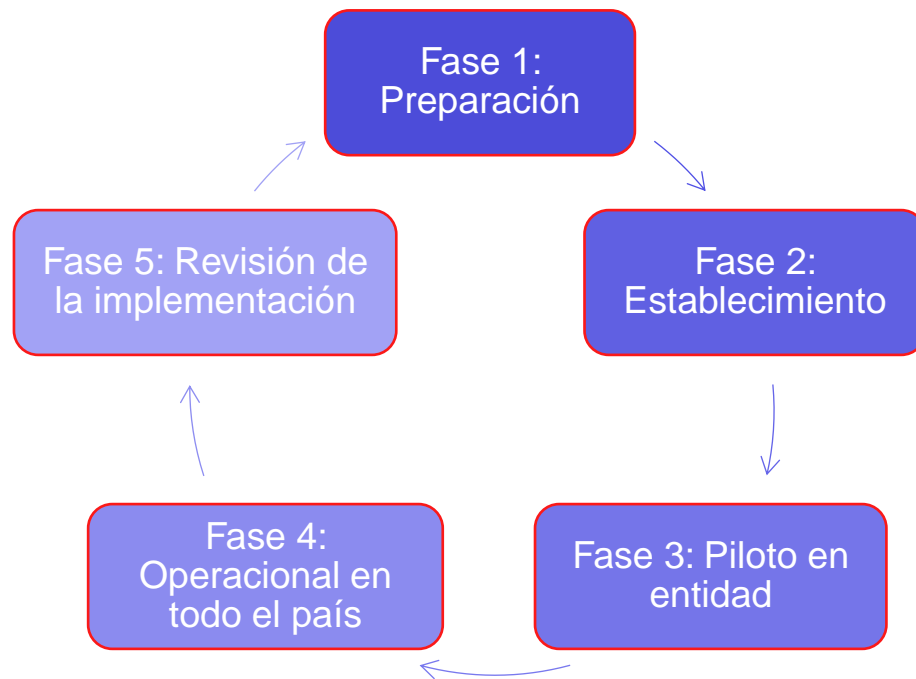 Fase 1:
Preparación
Fase 2:
Establecimiento
Fase 3: Piloto en
entidad
Fase 4:
Operacional en
todo el país
Fase 5: Revisión de
la implementación